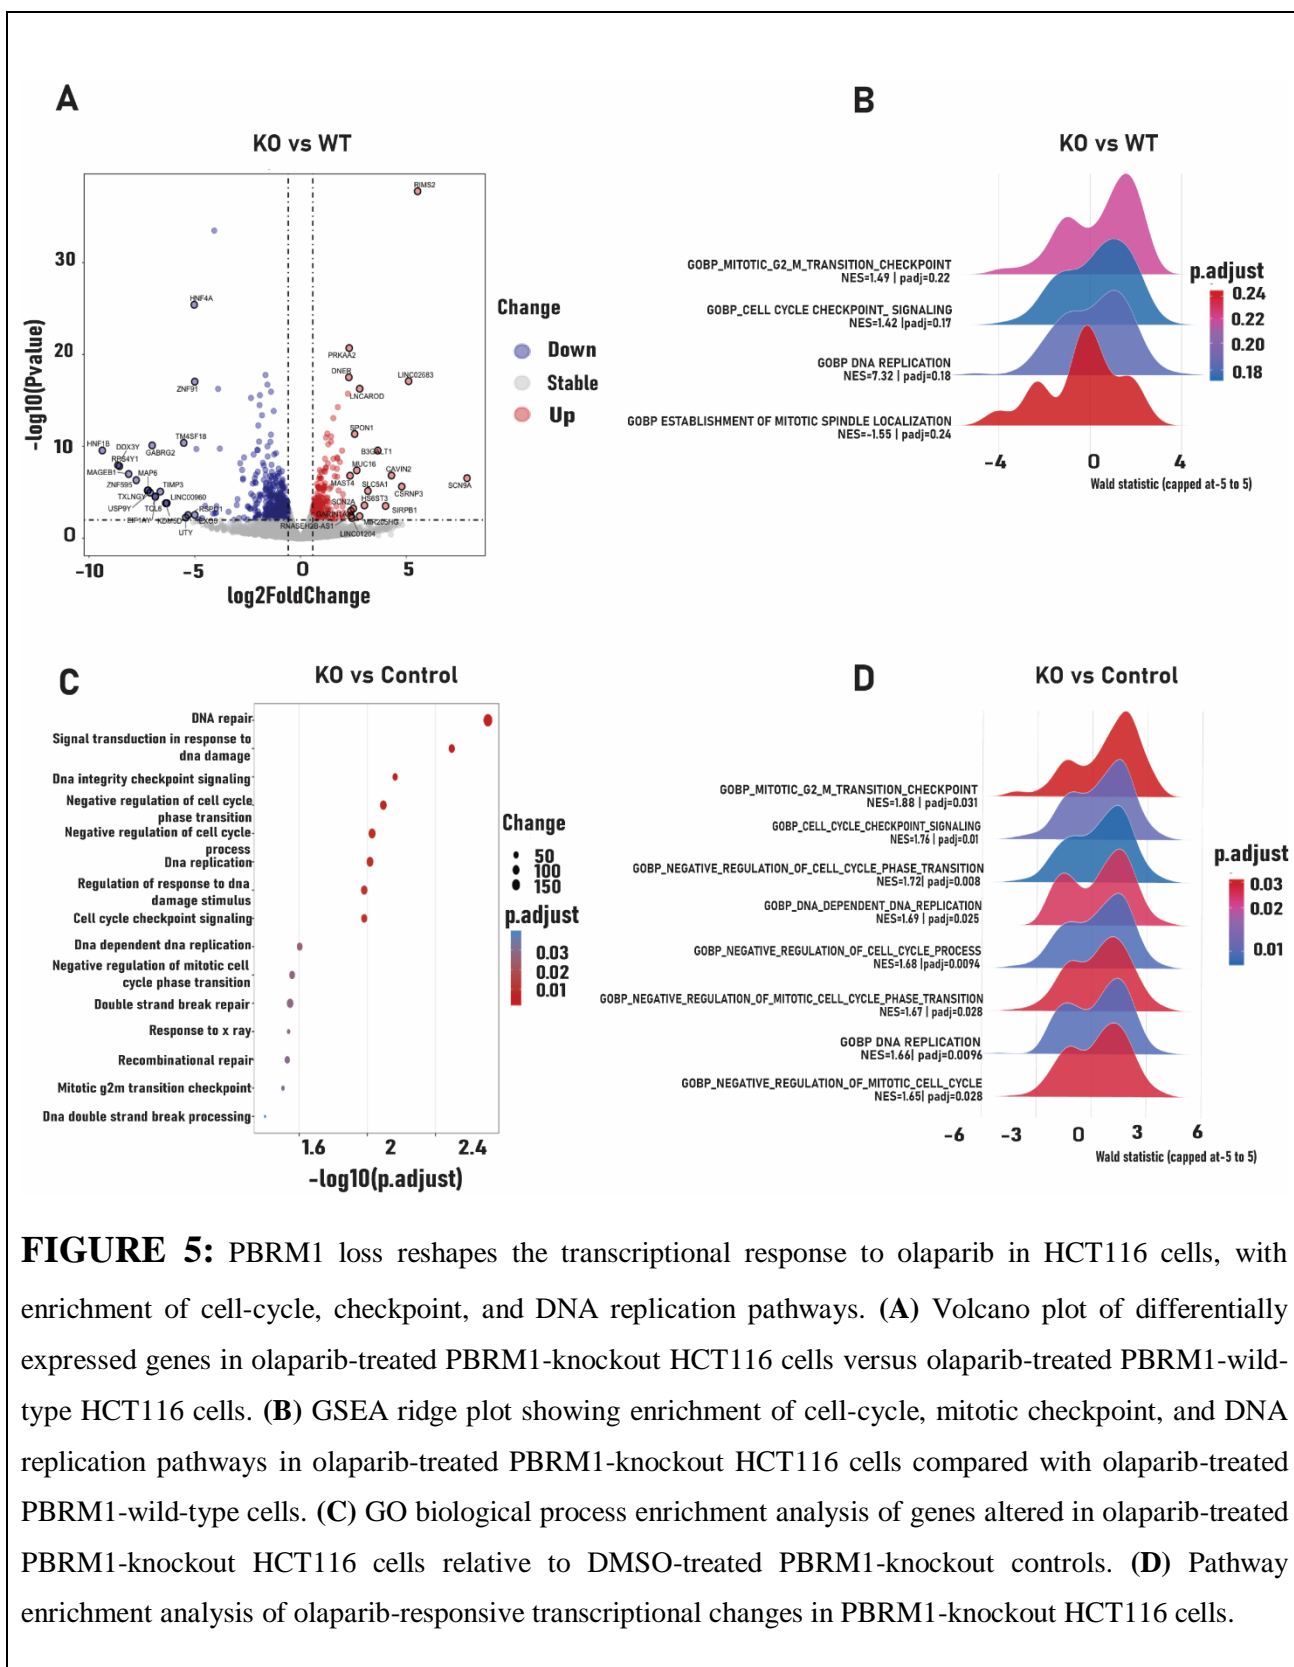 A
KO vs WT
RIMS2
HNF4A
PRKAA2
DNER
LINC02683
ZNF91
LNCAROD
SPON1
HNF1B
DDX3Y
TM4SF18
B3GALT1
RPS4Y1
GABRG2
MUC16
CAVIN2
MAGEB1
MAP6
MAST4
SLC5A1
SCN9A
ZNF595
TIMP3
CSRNP3
TXLNGY
LINC00960
SCN2A
HS6ST3
USP9Y
TCL6
RSPO1
SIRPB1
EIF1AY
KDM5D
MIR205HG
UTY
RNASEH2B-AS1
LINC01204
30
20
10
0
-10
-5
0
5
-log10(Pvalue)
log2FoldChange
Change
Down
Stable
Up
B
KO vs WT
GOBP_MITOTIC_G2_M_TRANSITION_CHECKPOINT
NES=1.49 | padj=0.22
GOBP_CELL CYCLE CHECKPOINT_ SIGNALING
NES=1.42 |padj=0.17
GOBP DNA REPLICATION
NES=7.32 | padj=0.18
GOBP ESTABLISHMENT OF MITOTIC SPINDLE LOCALIZATION
NES=-1.55 | padj=0.24
-4
0
4
Wald statistic (capped at-5 to 5)
p.adjust
0.24
0.22
0.20
0.18
C
KO vs Control
DNA repair
Signal transduction in response to
dna damage
Dna integrity checkpoint signaling
Negative regulation of cell cycle
phase transition
Negative regulation of cell cycle
process
Dna replication
Regulation of response to dna
damage stimulus
Cell cycle checkpoint signaling
Dna dependent dna replication
Negative regulation of mitotic cell
cycle phase transition
Double strand break repair
Response to x ray
Recombinational repair
Mitotic g2m transition checkpoint
Dna double strand break processing
1.6
2
2.4
-log10(p.adjust)
Change
50
100
150
p.adjust
0.03
0.02
0.01
D
KO vs Control
GOBP_MITOTIC_G2_M_TRANSITION_CHECKPOINT
NES=1.88 | padj=0.031
GOBP_CELL_CYCLE_CHECKPOINT_SIGNALING
NES=1.76 | padj=0.01
GOBP_NEGATIVE_REGULATION_OF_CELL_CYCLE_PHASE_TRANSITION
NES=1.72| padj=0.008
GOBP_DNA_DEPENDENT_DNA_REPLICATION
NES=1.69 | padj=0.025
GOBP_NEGATIVE_REGULATION_OF_CELL_CYCLE_PROCESS
NES=1.68 |padj=0.0094
GOBP_NEGATIVE_REGULATION_OF_MITOTIC_CELL_CYCLE_PHASE_TRANSITION
NES=1.67 | padj=0.028
GOBP DNA REPLICATION
NES=1.66| padj=0.0096
GOBP_NEGATIVE_REGULATION_OF_MITOTIC_CELL_CYCLE
NES=1.65| padj=0.028
-6
-3
0
3
6
Wald statistic (capped at-5 to 5)
p.adjust
0.03
0.02
0.01
FIGURE 5: PBRM1 loss reshapes the transcriptional response to olaparib in HCT116 cells, with
enrichment of cell-cycle, checkpoint, and DNA replication pathways. (A) Volcano plot of differentially
expressed genes in olaparib-treated PBRM1-knockout HCT116 cells versus olaparib-treated PBRM1-wild-
type HCT116 cells. (B) GSEA ridge plot showing enrichment of cell-cycle, mitotic checkpoint, and DNA
replication pathways in olaparib-treated PBRM1-knockout HCT116 cells compared with olaparib-treated
PBRM1-wild-type cells. (C) GO biological process enrichment analysis of genes altered in olaparib-treated
PBRM1-knockout HCT116 cells relative to DMSO-treated PBRM1-knockout controls. (D) Pathway
enrichment analysis of olaparib-responsive transcriptional changes in PBRM1-knockout HCT116 cells.